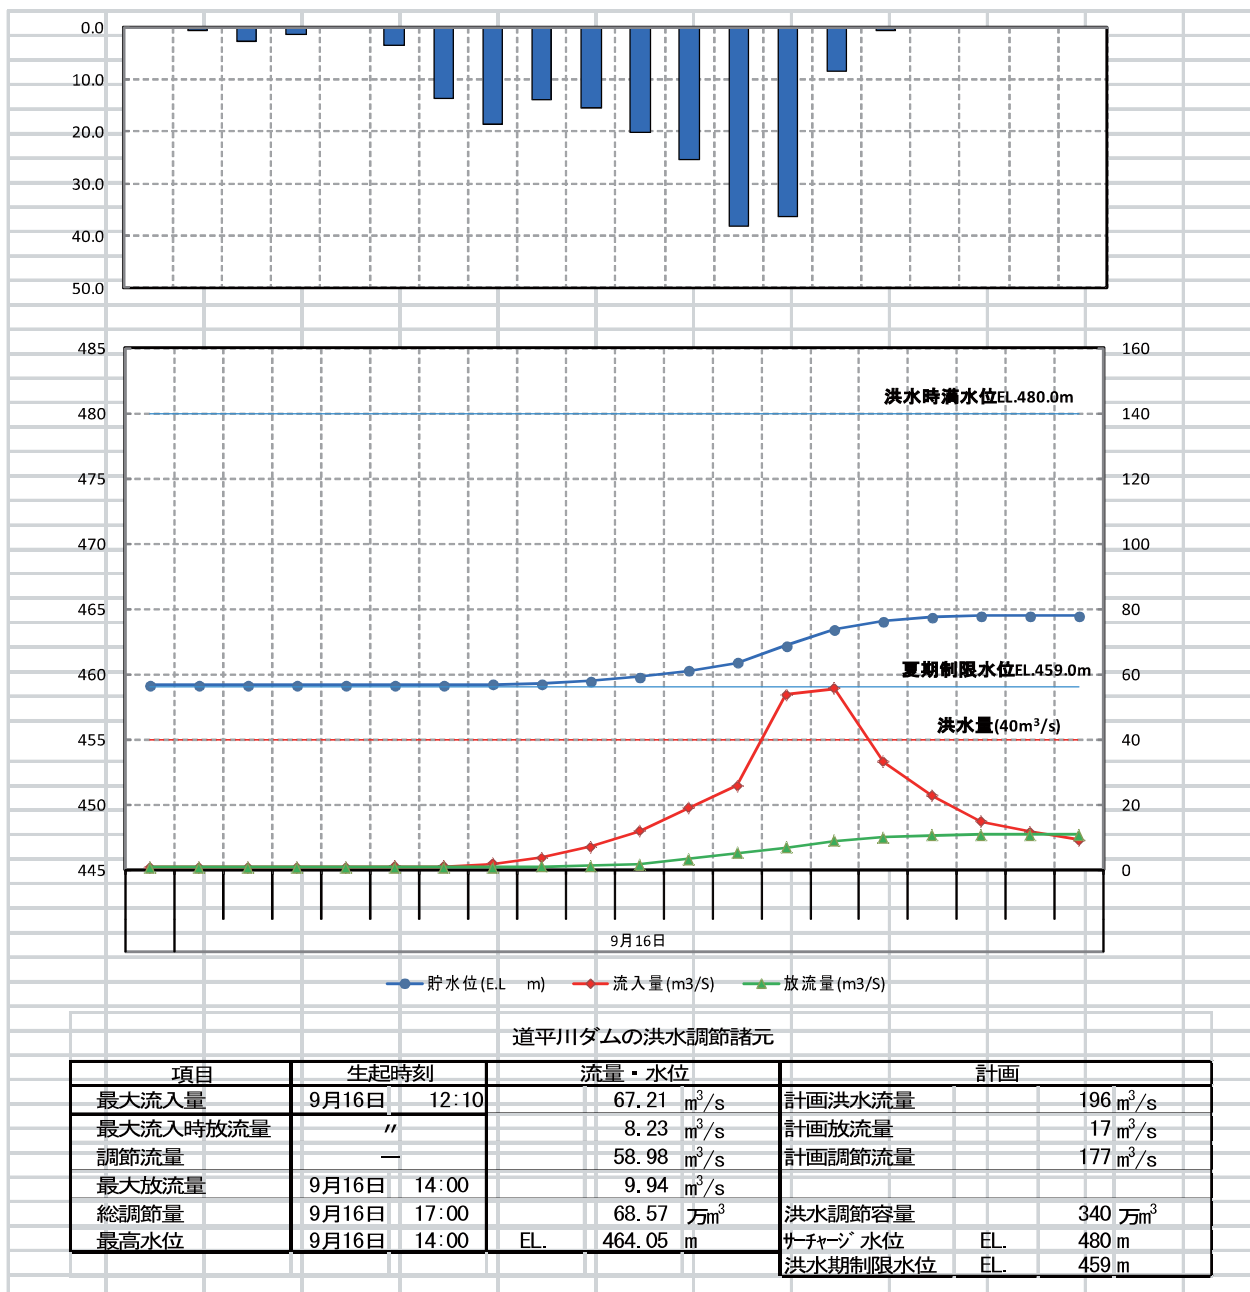 0.0
10.0
20.0
30.0
40.0
50.0
485 160
洪水時満水位EL.480.0m
480 140
475 120
470 100
465 80
夏期制限水位EL.459.0m
460 60
洪水量(40m³/s)
455 40
450 20
445 0
9月16日
貯水位(E.L m) 流入量(m3/S) 放流量(m3/S)
道平川ダムの洪水調節諸元
項目 生起時刻 流量・水位 計画
最大流入量 9月16日 12:10 67.21 m³/s 計画洪水流量 196 m³/s
最大流入時放流量 〃 8.23 m³/s 計画放流量 17 m³/s
調節流量 ― 58.98 m³/s 計画調節流量 177 m³/s
最大放流量 9月16日 14:00 9.94 m³/s
総調節量 9月16日 17:00 68.57 万m³ 洪水調節容量 340 万m³
最高水位 9月16日 14:00 EL. 464.05 m ｻｰﾁｬｰｼﾞ水位 EL. 480 m
洪水期制限水位 EL. 459 m